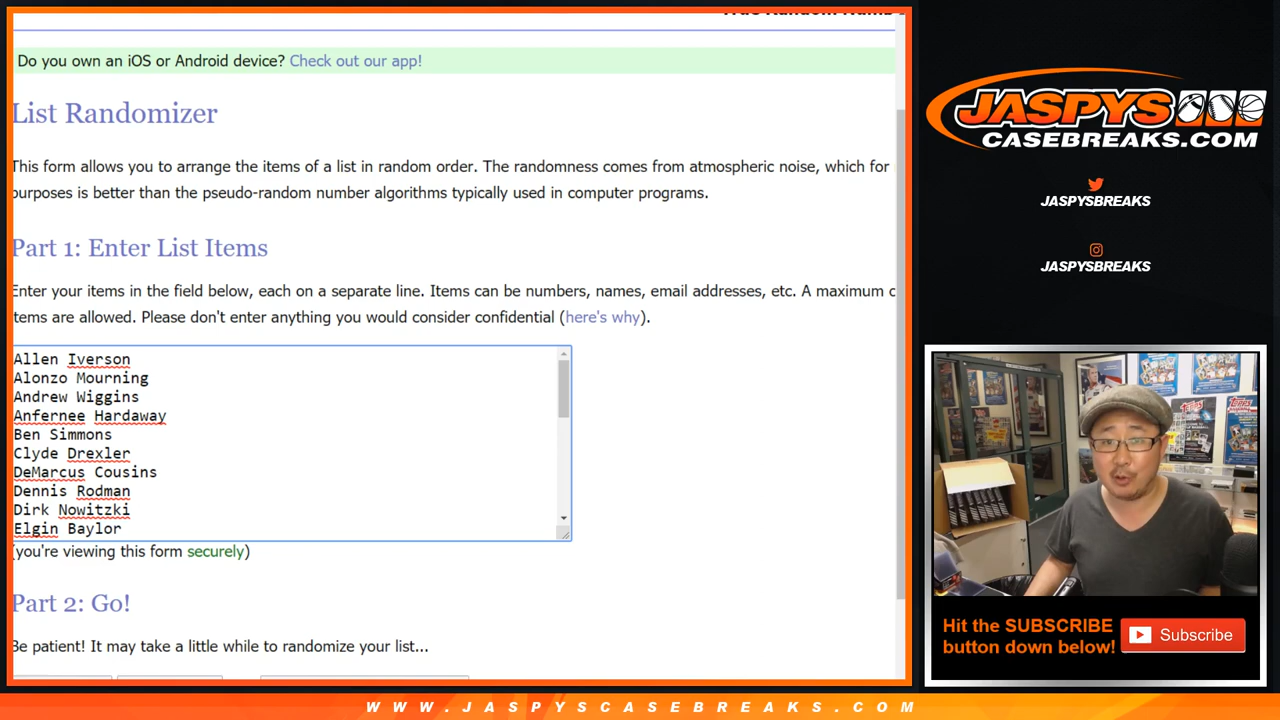 Do you own an iOS or Android device? Check out our app!
List Randomizer
This form allows you to arrange the items of a list in random order. The randomness comes from atmospheric noise, which for
purposes is better than the pseudo-random number algorithms typically used in computer programs.
Part 1: Enter List Items
Enter your items in the field below, each on a separate line. Items can be numbers, names, email addresses, etc. A maximum
items are allowed. Please don't enter anything you would consider confidential (here's why).
Allen Iverson
Alonzo Mourning
Andrew Wiggins
Anfernee Hardaway
Ben Simmons
Clyde Drexler
DeMarcus Cousins
Dennis Rodman
Dirk Nowitzki
Elgin Baylor
(you're viewing this form securely)
Part 2: Go!
Be patient! It may take a little while to randomize your list...
JASPYS
CASEBREAKS.COM
JASPYSBREAKS
JASPYSBREAKS
Hit the SUBSCRIBE
button down below!
Subscribe
WWW.JASPYSCASEBREAKS.COM